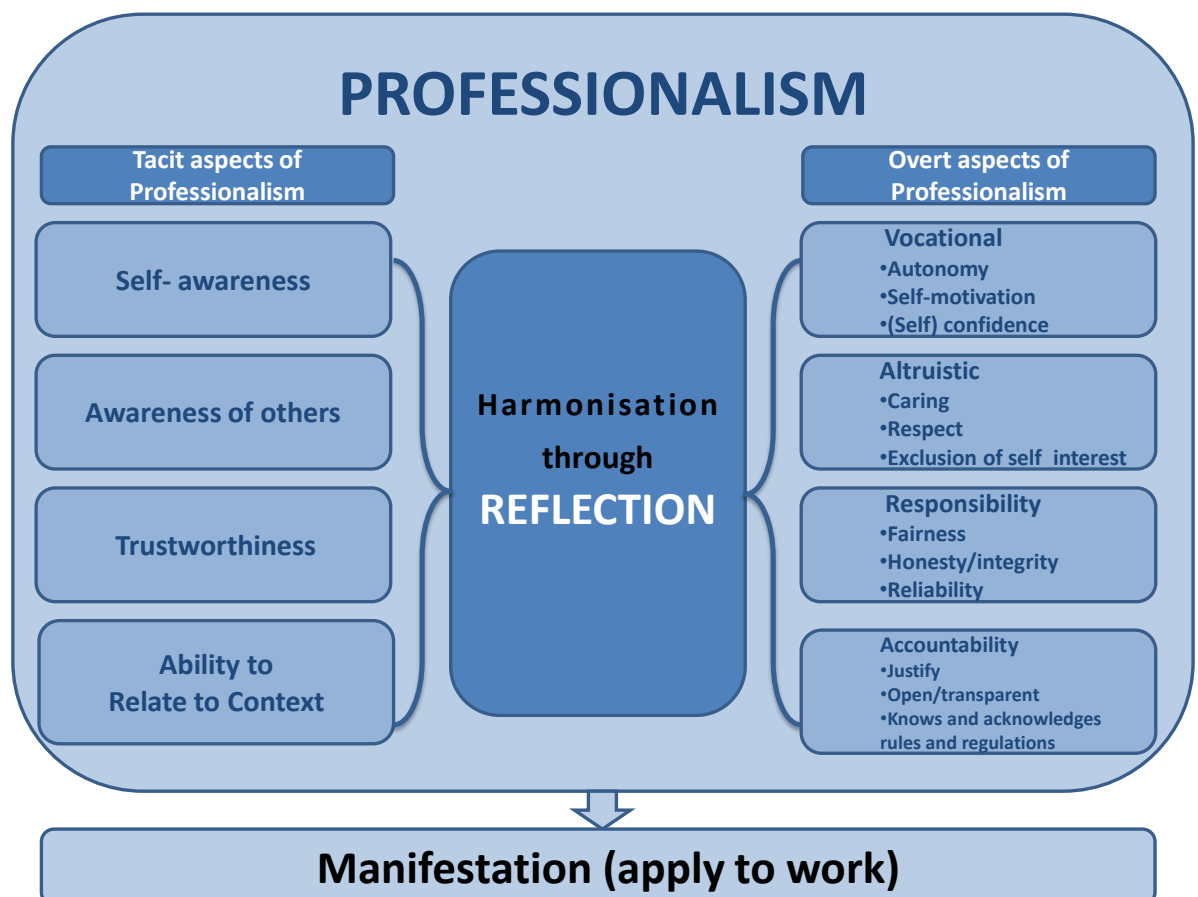 PROFESSIONALISM
Tacit aspects of
Professionalism
Self- awareness
Awareness of others
Trustworthiness
Ability to
Relate to Context
Harmonisation
through
REFLECTION
Overt aspects of
Professionalism
Vocational
•Autonomy
•Self-motivation
•(Self) confidence
Altruistic
•Caring
•Respect
•Exclusion of self interest
Responsibility
•Fairness
•Honesty/integrity
•Reliability
Accountability
•Justify
•Open/transparent
•Knows and acknowledges
rules and regulations
Manifestation (apply to work)